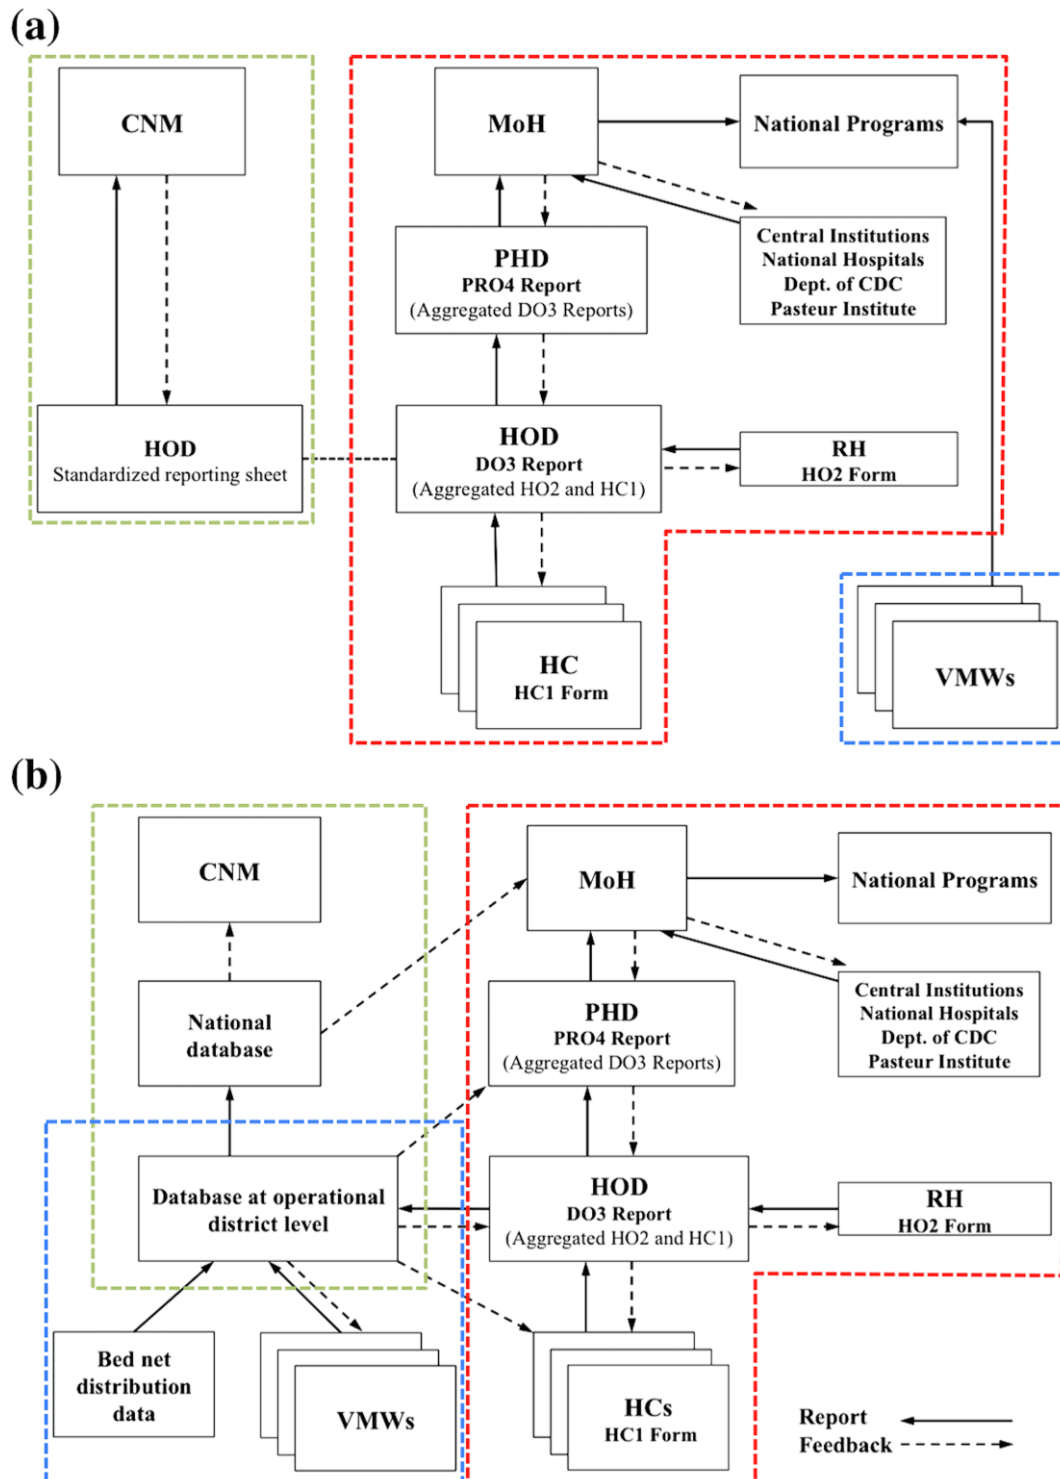 (a)
CNM
MoH
National Programs
Central Institutions
National Hospitals
Dept. of CDC
Pasteur Institute
PHD
PRO4 Report
(Aggregated DO3 Reports)
HOD
Standardized reporting sheet
HOD
DO3 Report
(Aggregated HO2 and HC1)
RH
HO2 Form
HC
HC1 Form
VMWs
(b)
CNM
MoH
National Programs
National
database
PHD
PRO4 Report
(Aggregated DO3 Reports)
Central Institutions
National Hospitals
Dept. of CDC
Pasteur Institute
Database at operational
district level
HOD
DO3 Report
(Aggregated HO2 and HC1)
RH
HO2 Form
Bed net
distribution
data
VMWs
HCs
HC1 Form
Report
Feedback